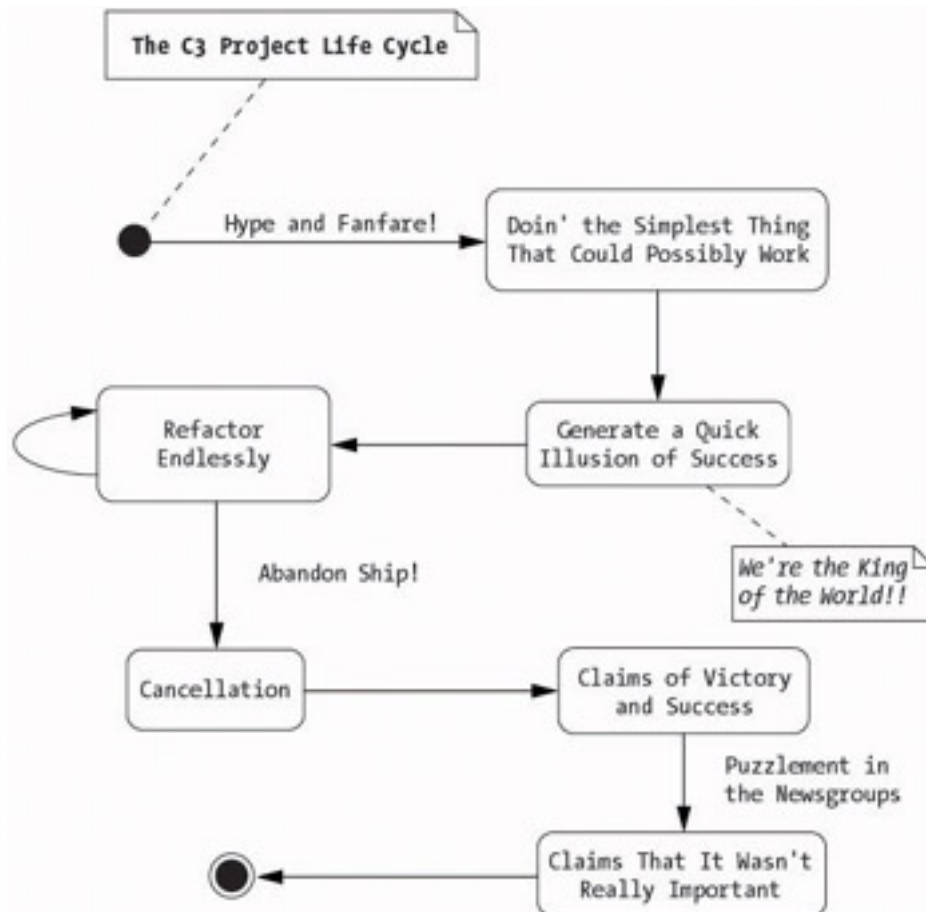 The C3 Project Life Cycle
Hype and Fanfare!
Doin' the Simplest Thing
That Could Possibly Work
Refactor
Endlessly
Generate a Quick
Illusion of Success
We're the King
of the World!!
Abandon Ship!
Cancellation
Claims of Victory
and Success
Puzzlement in
the Newsgroups
Claims That It Wasn't
Really Important